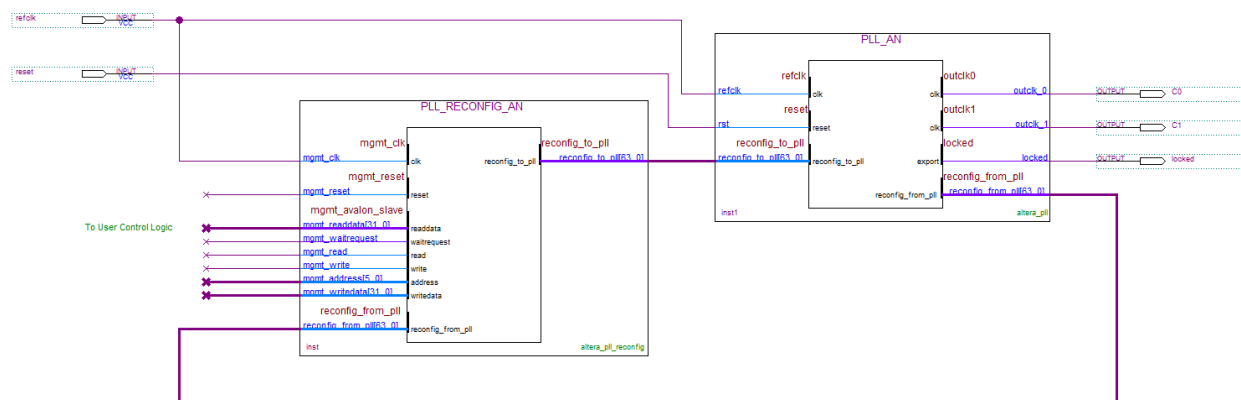 refclk INPUT VCC
reset INPUT VCC
PLL_RECONFIG_AN
mgmt_clk
mgmt_clk clk
reconfig_to_pll
reconfig_to_pll reconfig_to_pll[63..0]
mgmt_reset
mgmt_reset reset
mgmt_avalon_slave
To User Control Logic
mgmt_readdata[31..0] readdata
mgmt_waitrequest waitrequest
mgmt_read read
mgmt_write write
mgmt_address[5..0] address
mgmt_writedata[31..0] writedata
reconfig_from_pll
reconfig_from_pll[63..0] reconfig_from_pll
inst altera_pll_reconfig
PLL_AN
refclk
refclk clk
outclk0
clk outclk_0 OUTPUT C0
reset
rst reset
outclk1
clk outclk_1 OUTPUT C1
reconfig_to_pll
reconfig_to_pll[63..0] reconfig_to_pll
locked
export locked OUTPUT locked
reconfig_from_pll
reconfig_from_pll reconfig_from_pll[63..0]
inst1 altera_pll